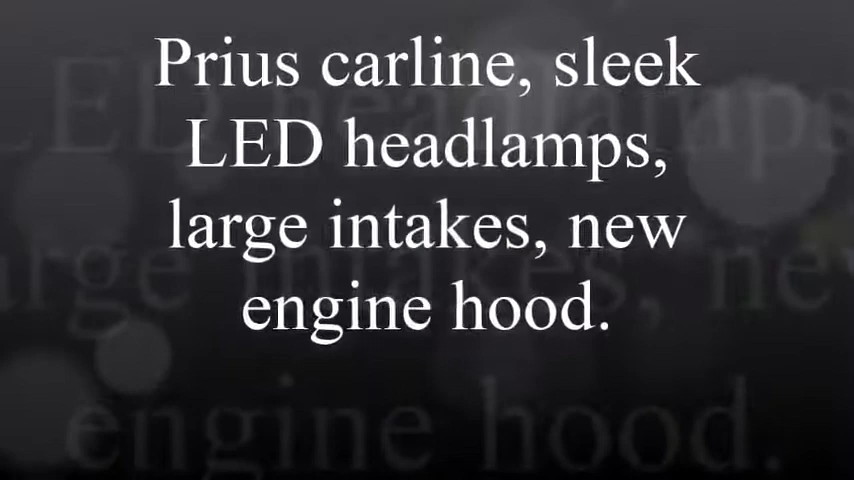 Prius carline, sleek
LED headlamps,
large intakes, new
engine hood.